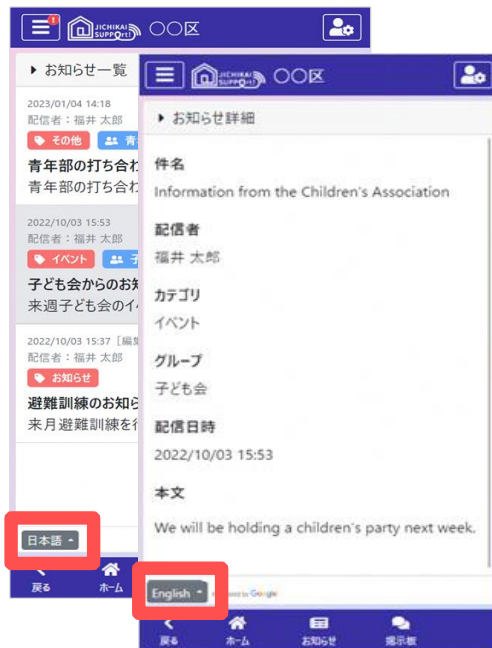 JICHIKAI
SUPPORT!
〇〇区
お知らせ一覧
2023/01/04 14:18
配信者：福井 太郎
その他
青
青年部の打ち合わ
青年部の打ち合わ
2022/10/03 15:53
配信者：福井 太郎
イベント
子
子ども会からのお知
来週子ども会のイ
2022/10/03 15:37［編集
配信者：福井 太郎
お知らせ
避難訓練のお知ら
来月避難訓練を行
日本語
戻る
ホーム
JICHIKAI
SUPPORT!
〇〇区
お知らせ詳細
件名
Information from the Children's Association
配信者
福井 太郎
カテゴリ
イベント
グループ
子ども会
配信日時
2022/10/03 15:53
本文
We will be holding a children's party next week.
English
Google
戻る
ホーム
お知らせ
掲示板